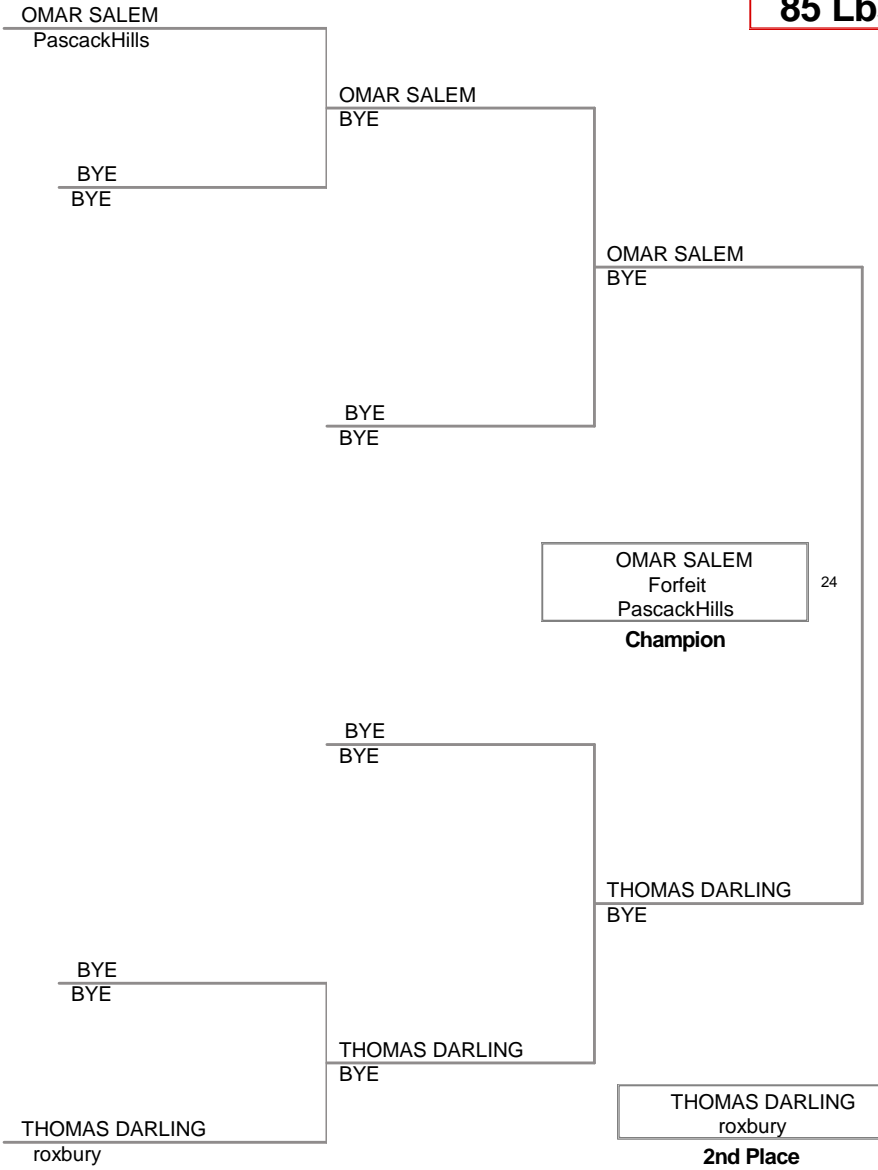 85 Lb
OMAR SALEM
PascackHills
OMAR SALEM
BYE
BYE
BYE
OMAR SALEM
BYE
BYE
BYE
OMAR SALEM
Forfeit
PascackHills
24
Champion
BYE
BYE
THOMAS DARLING
BYE
BYE
BYE
THOMAS DARLING
BYE
THOMAS DARLING
roxbury
THOMAS DARLING
roxbury
2nd Place